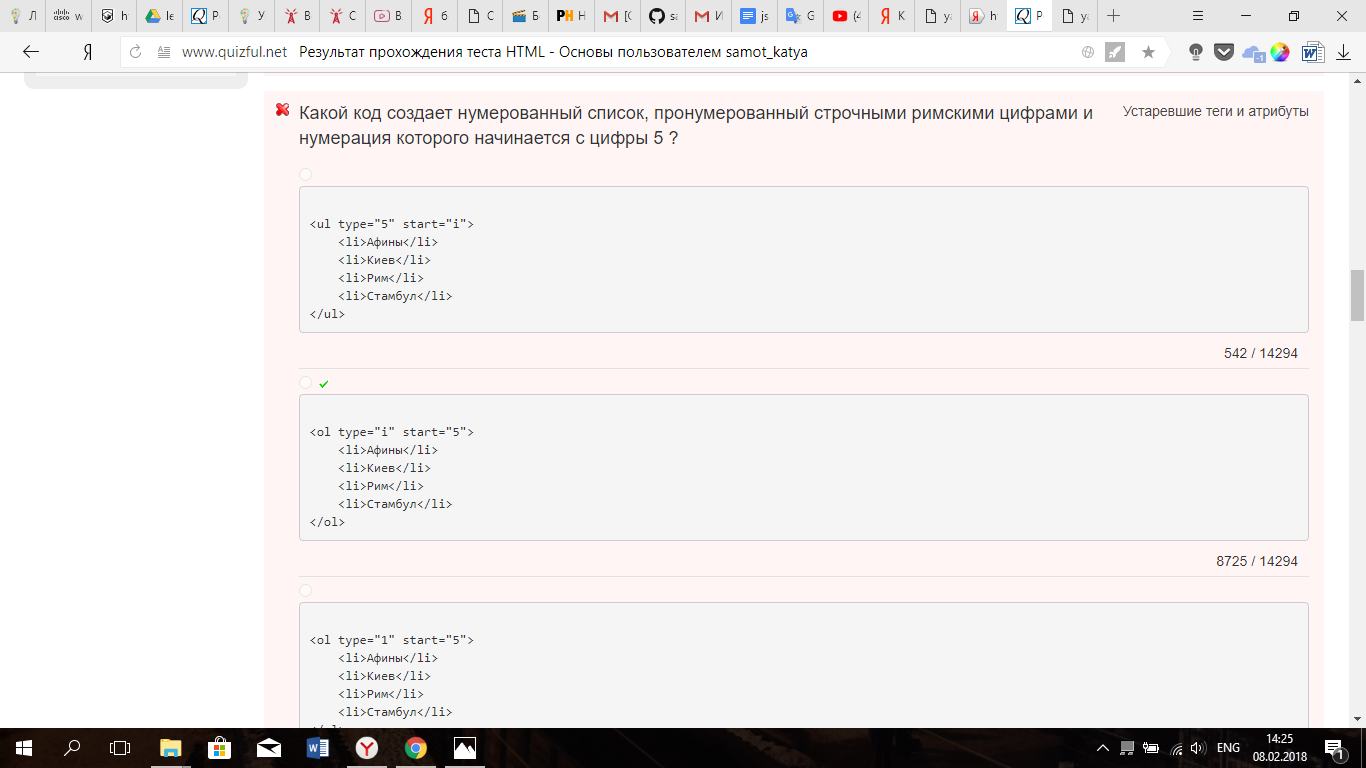 Л
w
h
le
P
У
В
С
В
б
С
Б
PH Н
[С
sa
И
js
G
(4
К
уа
h
P
уа
Я
www.quizful.net Результат прохождения теста HTML - Основы пользователем samot_katya
-1
Какой код создает нумерованный список, пронумерованный строчными римскими цифрами и
Устаревшие теги и атрибуты
нумерация которого начинается с цифры 5 ?
<ul type="5" start="i">
<li>Афины</li>
<li>Киев</li>
<li>Рим</li>
<li>Стамбул</li>
</ul>
542 / 14294
<ol type="i" start="5">
<li>Афины</li>
<li>Киев</li>
<li>Рим</li>
<li>Стамбул</li>
</ol>
8725 / 14294
<ol type="1" start="5">
<li>Афины</li>
<li>Киев</li>
<li>Рим</li>
<li>Стамбул</li>
ENG
14:25
08.02.2018
1